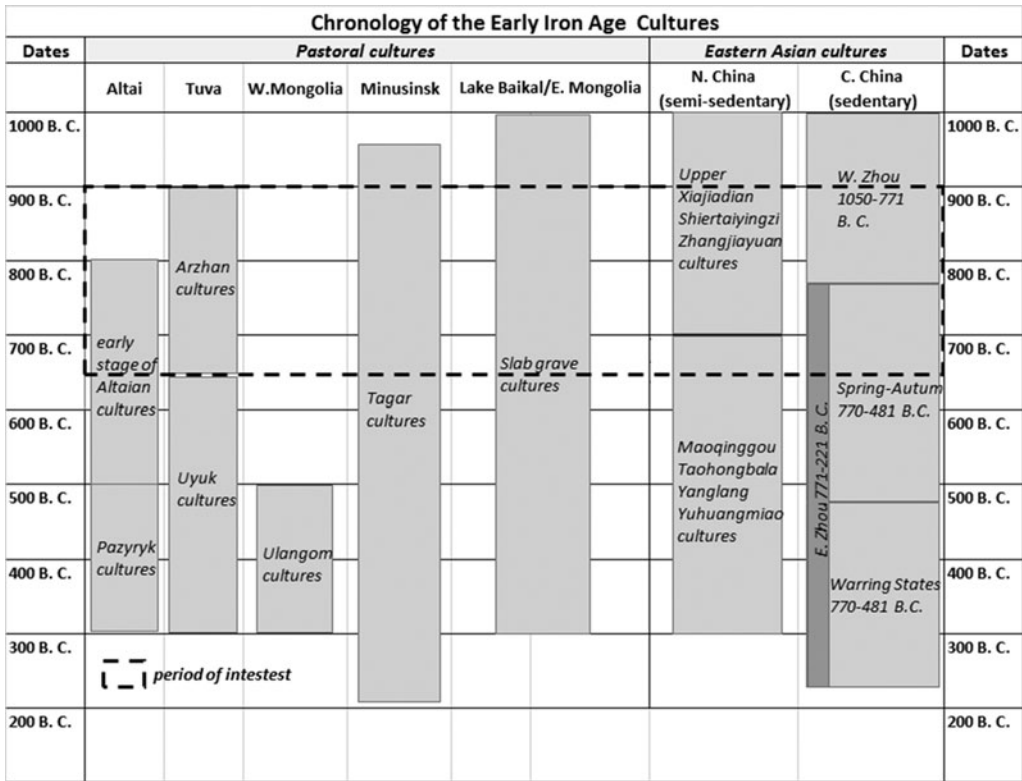 Chronology of the Early Iron Age Cultures
Dates
Pastoral cultures
Eastern Asian cultures
Dates
Altai
Tuva
W.Mongolia
Minusinsk
Lake Baikal/E. Mongolia
N. China
(semi-sedentary)
C. China
(sedentary)
1000 B. C.
900 B. C.
800 B. C.
700 B. C.
600 B. C.
500 B. C.
400 B. C.
300 B. C.
200 B. C.
early
stage of
Altaian
cultures
Pazyryk
cultures
Arzhan
cultures
Uyuk
cultures
Ulangom
cultures
Tagar
cultures
Slab grave
cultures
Upper
Xiajiadian
Shiertaiyingzi
Zhangjiayuan
cultures
Maoqinggou
Taohongbala
Yanglang
Yuhuangmiao
cultures
W. Zhou
1050-771
B. C.
E. Zhou 771-221 B. C.
Spring-Autum
770-481 B.C.
Warring States
770-481 B.C.
1000 B. C.
900 B. C.
800 B. C.
700 B. C.
600 B. C.
500 B. C.
400 B. C.
300 B. C.
200 B. C.
period of intestest